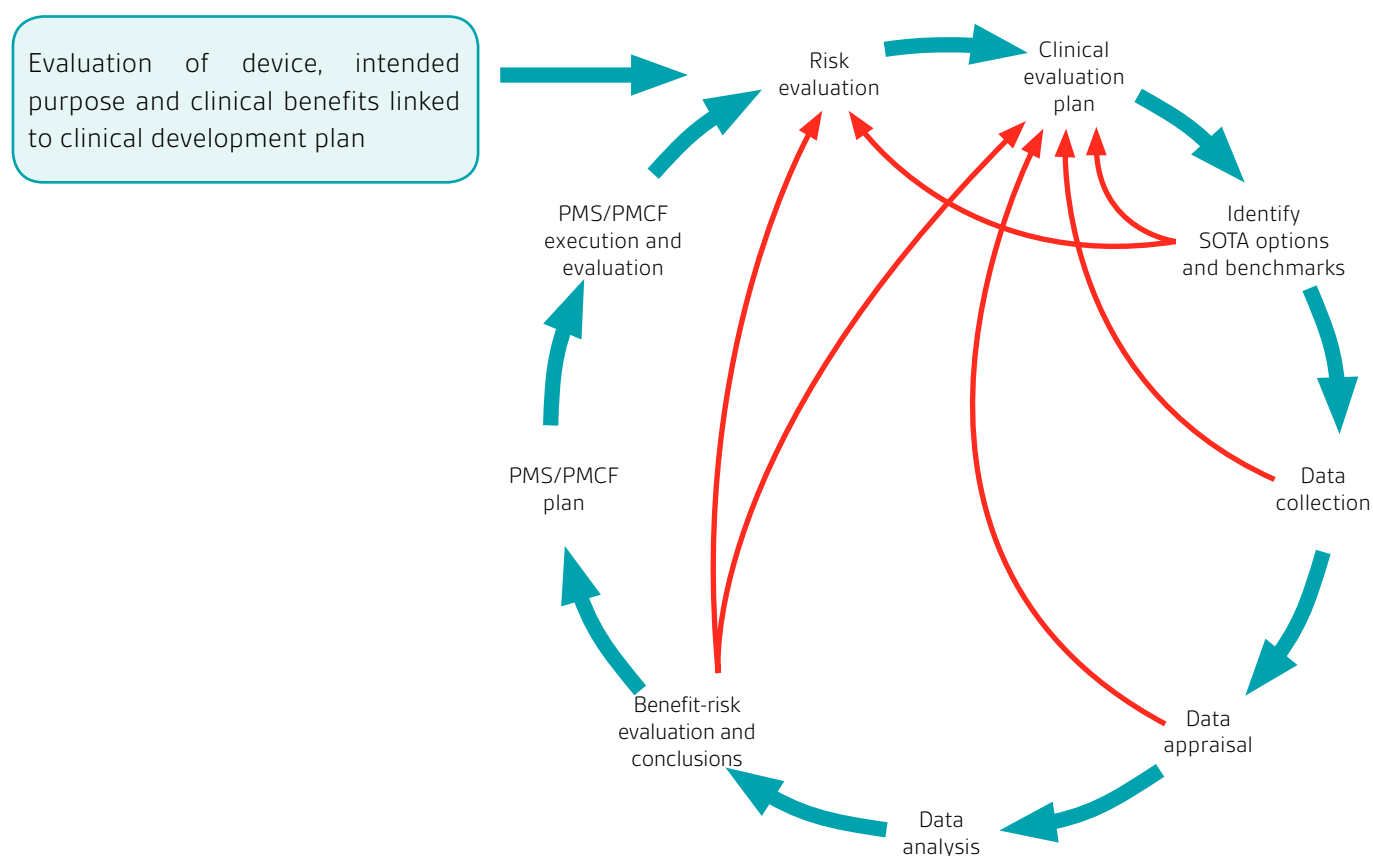 Evaluation of device, intended
purpose and clinical benefits linked
to clinical development plan
Risk
evaluation
Clinical
evaluation
plan
Identify
SOTA options
and benchmarks
Data
collection
Data
appraisal
Data
analysis
Benefit-risk
evaluation and
conclusions
PMS/PMCF
plan
PMS/PMCF
execution and
evaluation